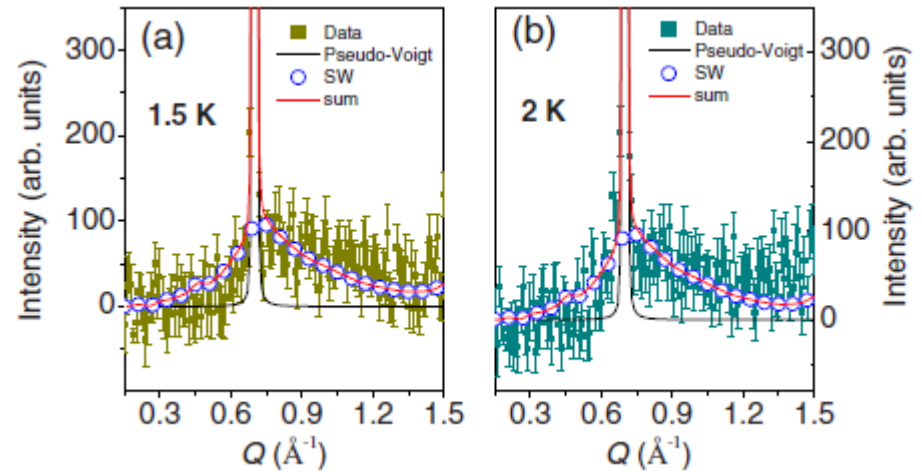 (a)
Data
Pseudo-Voigt
SW
sum
1.5 K
350
300
200
100
0
Intensity (arb. units)
0.3 0.6 0.9 1.2 1.5
Q (Å⁻¹)
(b)
Data
Pseudo-Voigt
SW
sum
2 K
300
200
100
0
Intensity (arb. units)
0.3 0.6 0.9 1.2 1.5
Q (Å⁻¹)